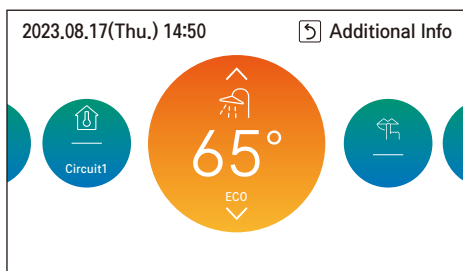 2023.08.17(Thu.) 14:50
Additional Info
65°
ECO
Circuit1